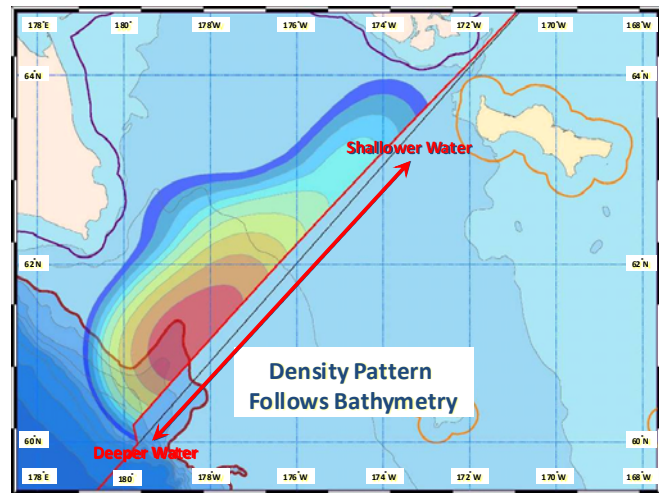 178°E 180° 178°W 176°W 174°W 172°W 170°W 168°W
64°N 64°N
Shallower Water
62°N 62°N
Density Pattern
Follows Bathymetry
60°N 60°N
Deeper Water
178°E 180° 178°W 176°W 174°W 172°W 170°W 168°W